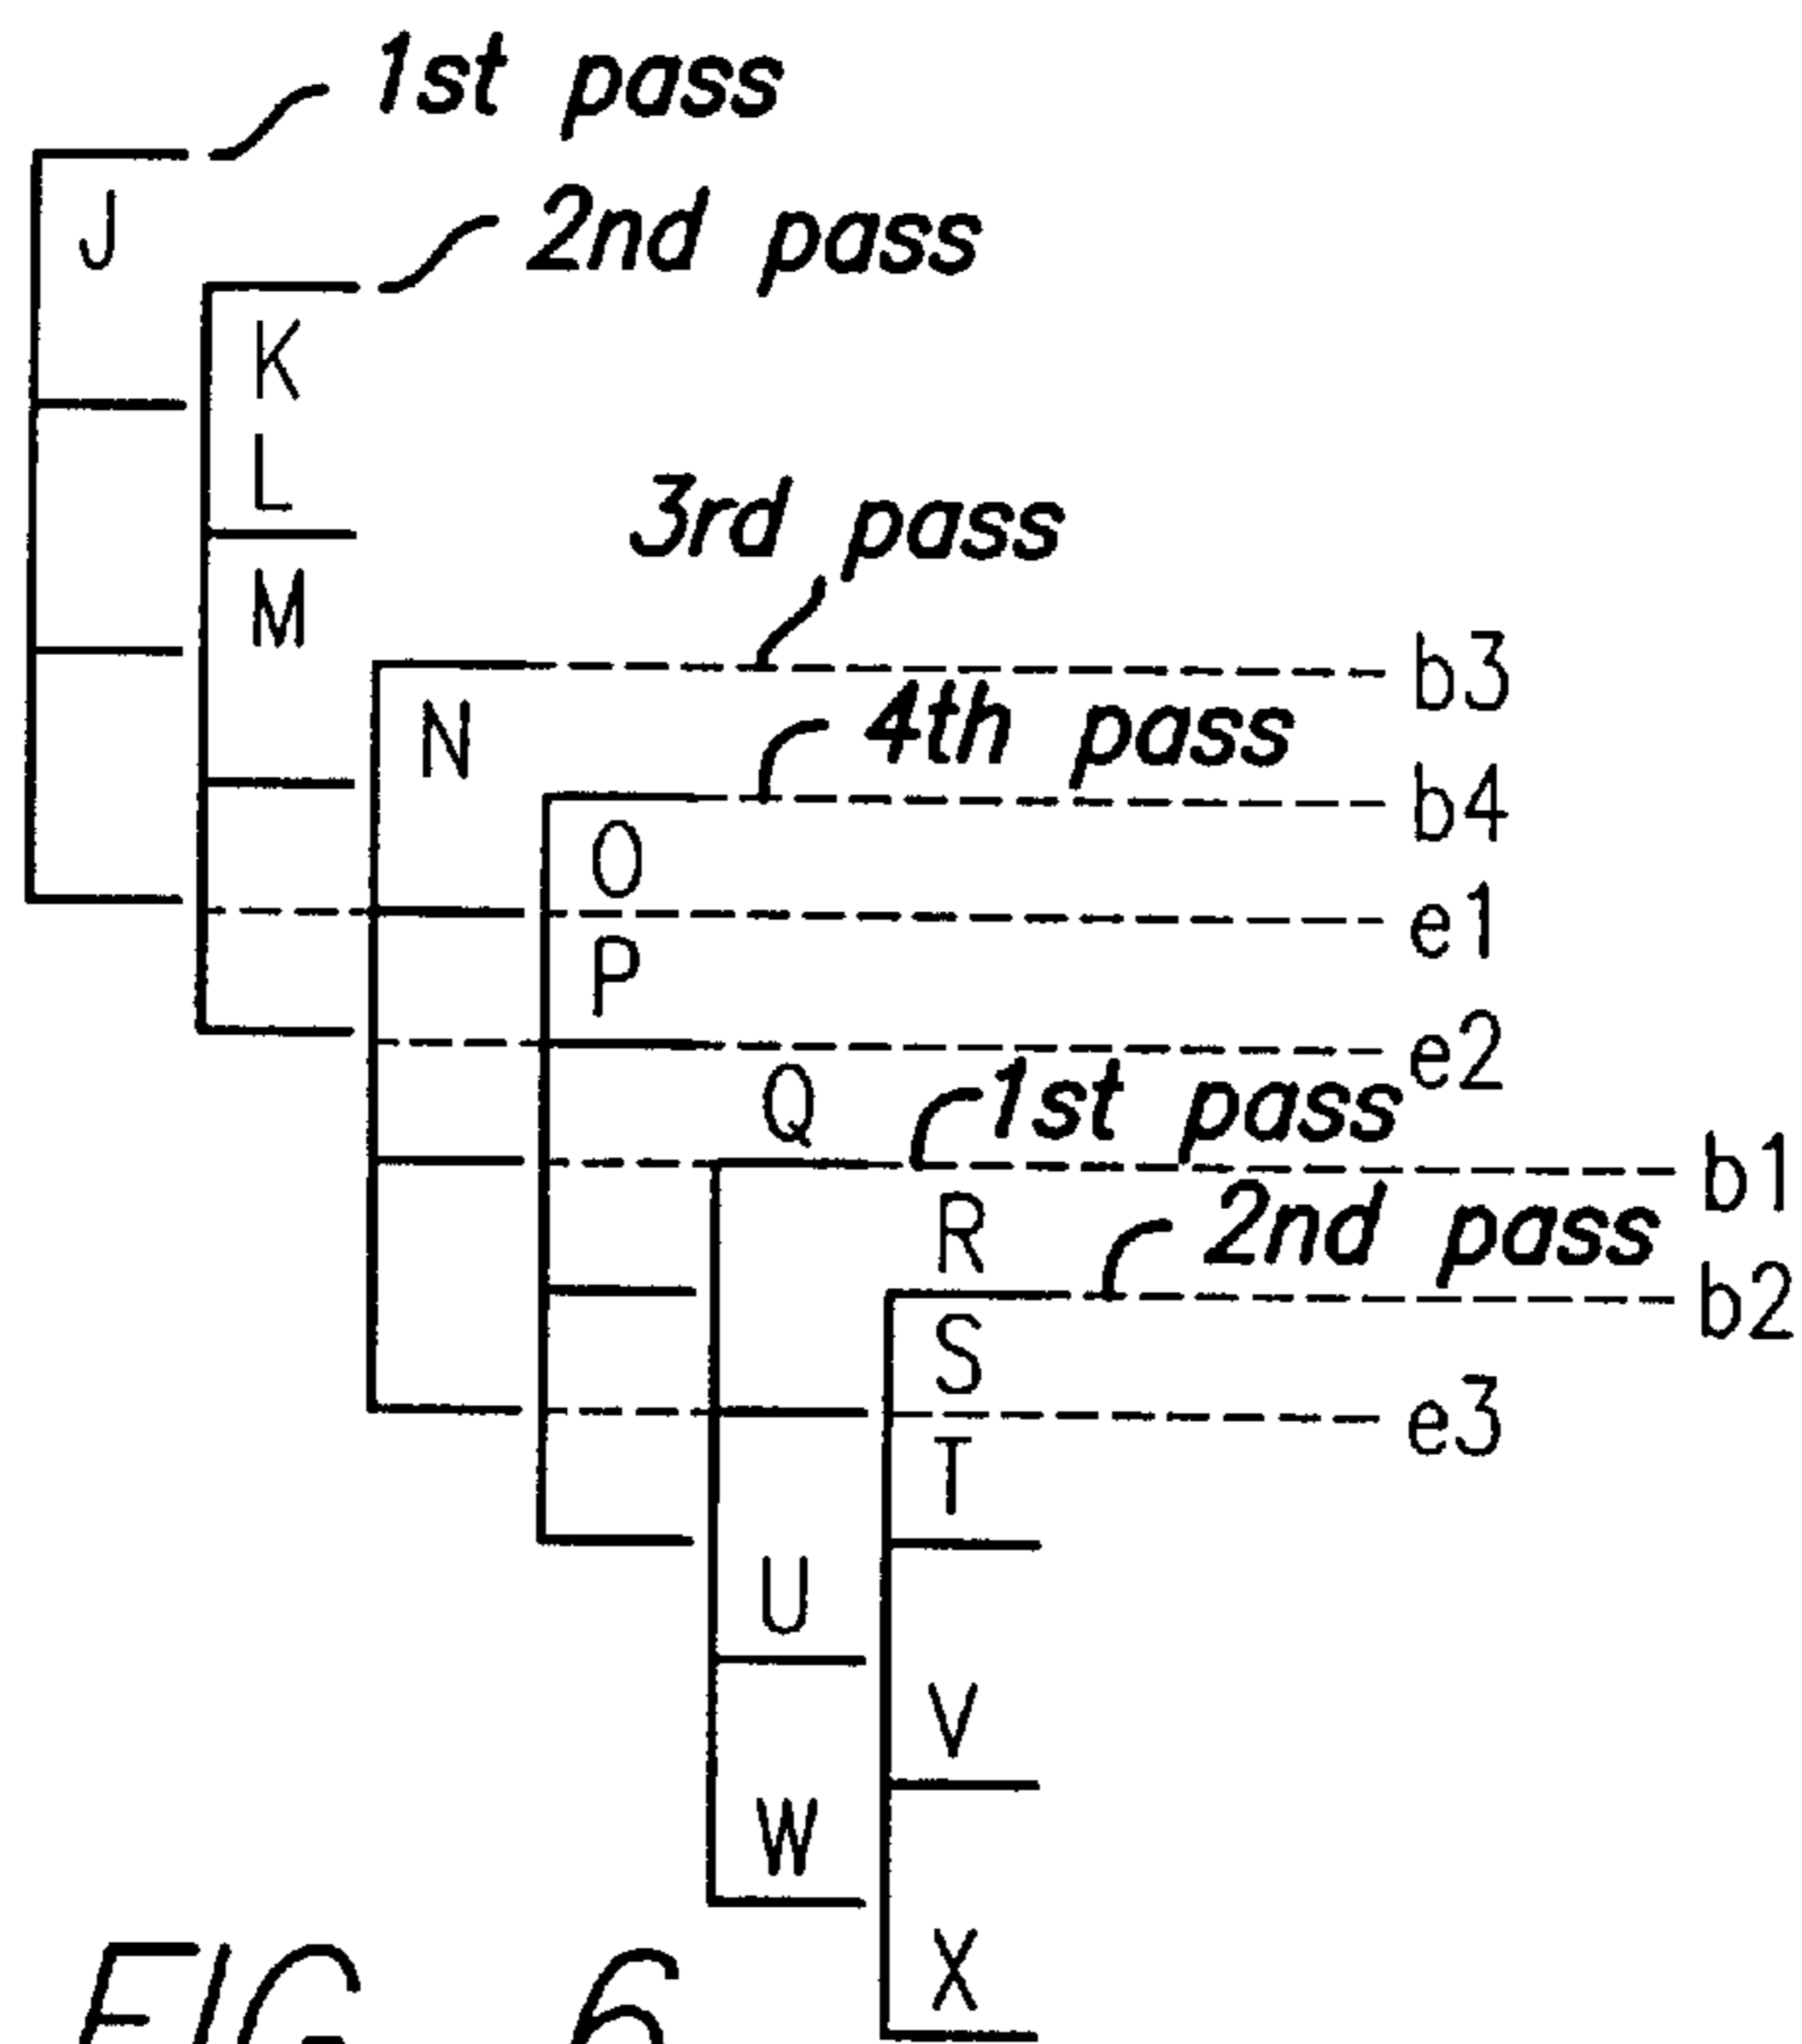 1st pass
J
2nd pass
K
L
3rd pass
M
b3
N
4th pass
b4
O
e1
P
e2
Q
1st pass
b1
R
2nd pass
b2
S
e3
T
U
V
W
X
FIG 6